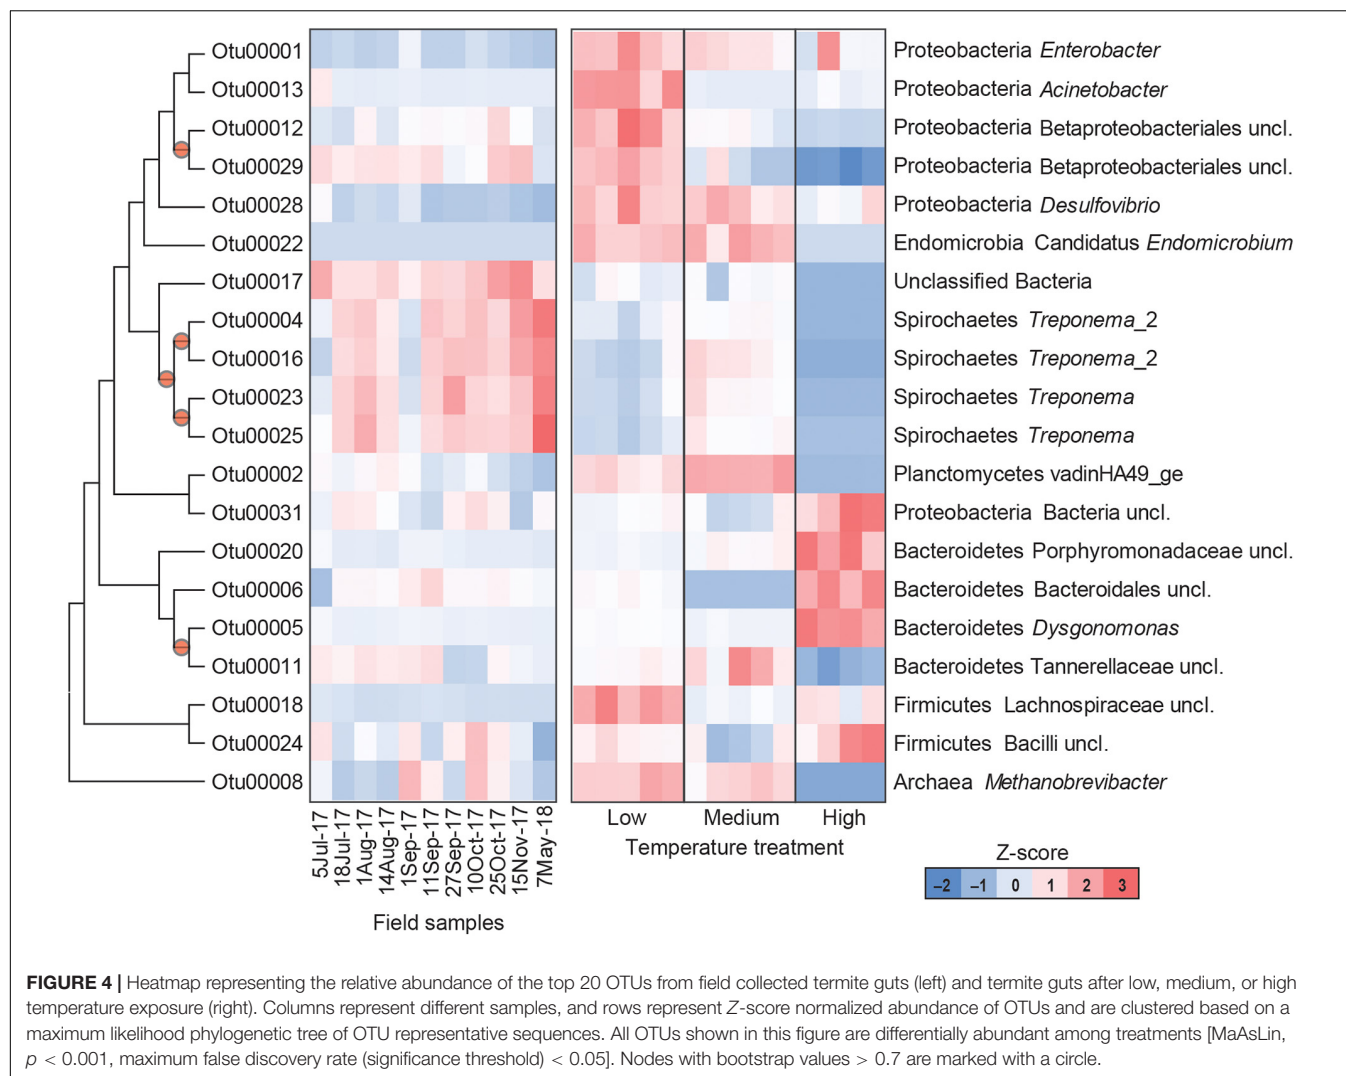 Otu00001 Proteobacteria Enterobacter
Otu00013 Proteobacteria Acinetobacter
Otu00012 Proteobacteria Betaproteobacteriales uncl.
Otu00029 Proteobacteria Betaproteobacteriales uncl.
Otu00028 Proteobacteria Desulfovibrio
Otu00022 Endomicrobia Candidatus Endomicrobium
Otu00017 Unclassified Bacteria
Otu00004 Spirochaetes Treponema_2
Otu00016 Spirochaetes Treponema_2
Otu00023 Spirochaetes Treponema
Otu00025 Spirochaetes Treponema
Otu00002 Planctomycetes vadinHA49_ge
Otu00031 Proteobacteria Bacteria uncl.
Otu00020 Bacteroidetes Porphyromonadaceae uncl.
Otu00006 Bacteroidetes Bacteroidales uncl.
Otu00005 Bacteroidetes Dysgonomonas
Otu00011 Bacteroidetes Tannerellaceae uncl.
Otu00018 Firmicutes Lachnospiraceae uncl.
Otu00024 Firmicutes Bacilli uncl.
Otu00008 Archaea Methanobrevibacter
5Jul-17
18Jul-17
1Aug-17
14Aug-17
1Sep-17
11Sep-17
27Sep-17
10Oct-17
25Oct-17
15Nov-17
7May-18
Field samples
Low Medium High
Temperature treatment
Z-score
–2 –1 0 1 2 3
FIGURE 4 | Heatmap representing the relative abundance of the top 20 OTUs from field collected termite guts (left) and termite guts after low, medium, or high
temperature exposure (right). Columns represent different samples, and rows represent Z-score normalized abundance of OTUs and are clustered based on a
maximum likelihood phylogenetic tree of OTU representative sequences. All OTUs shown in this figure are differentially abundant among treatments [MaAsLin,
p < 0.001, maximum false discovery rate (significance threshold) < 0.05]. Nodes with bootstrap values > 0.7 are marked with a circle.